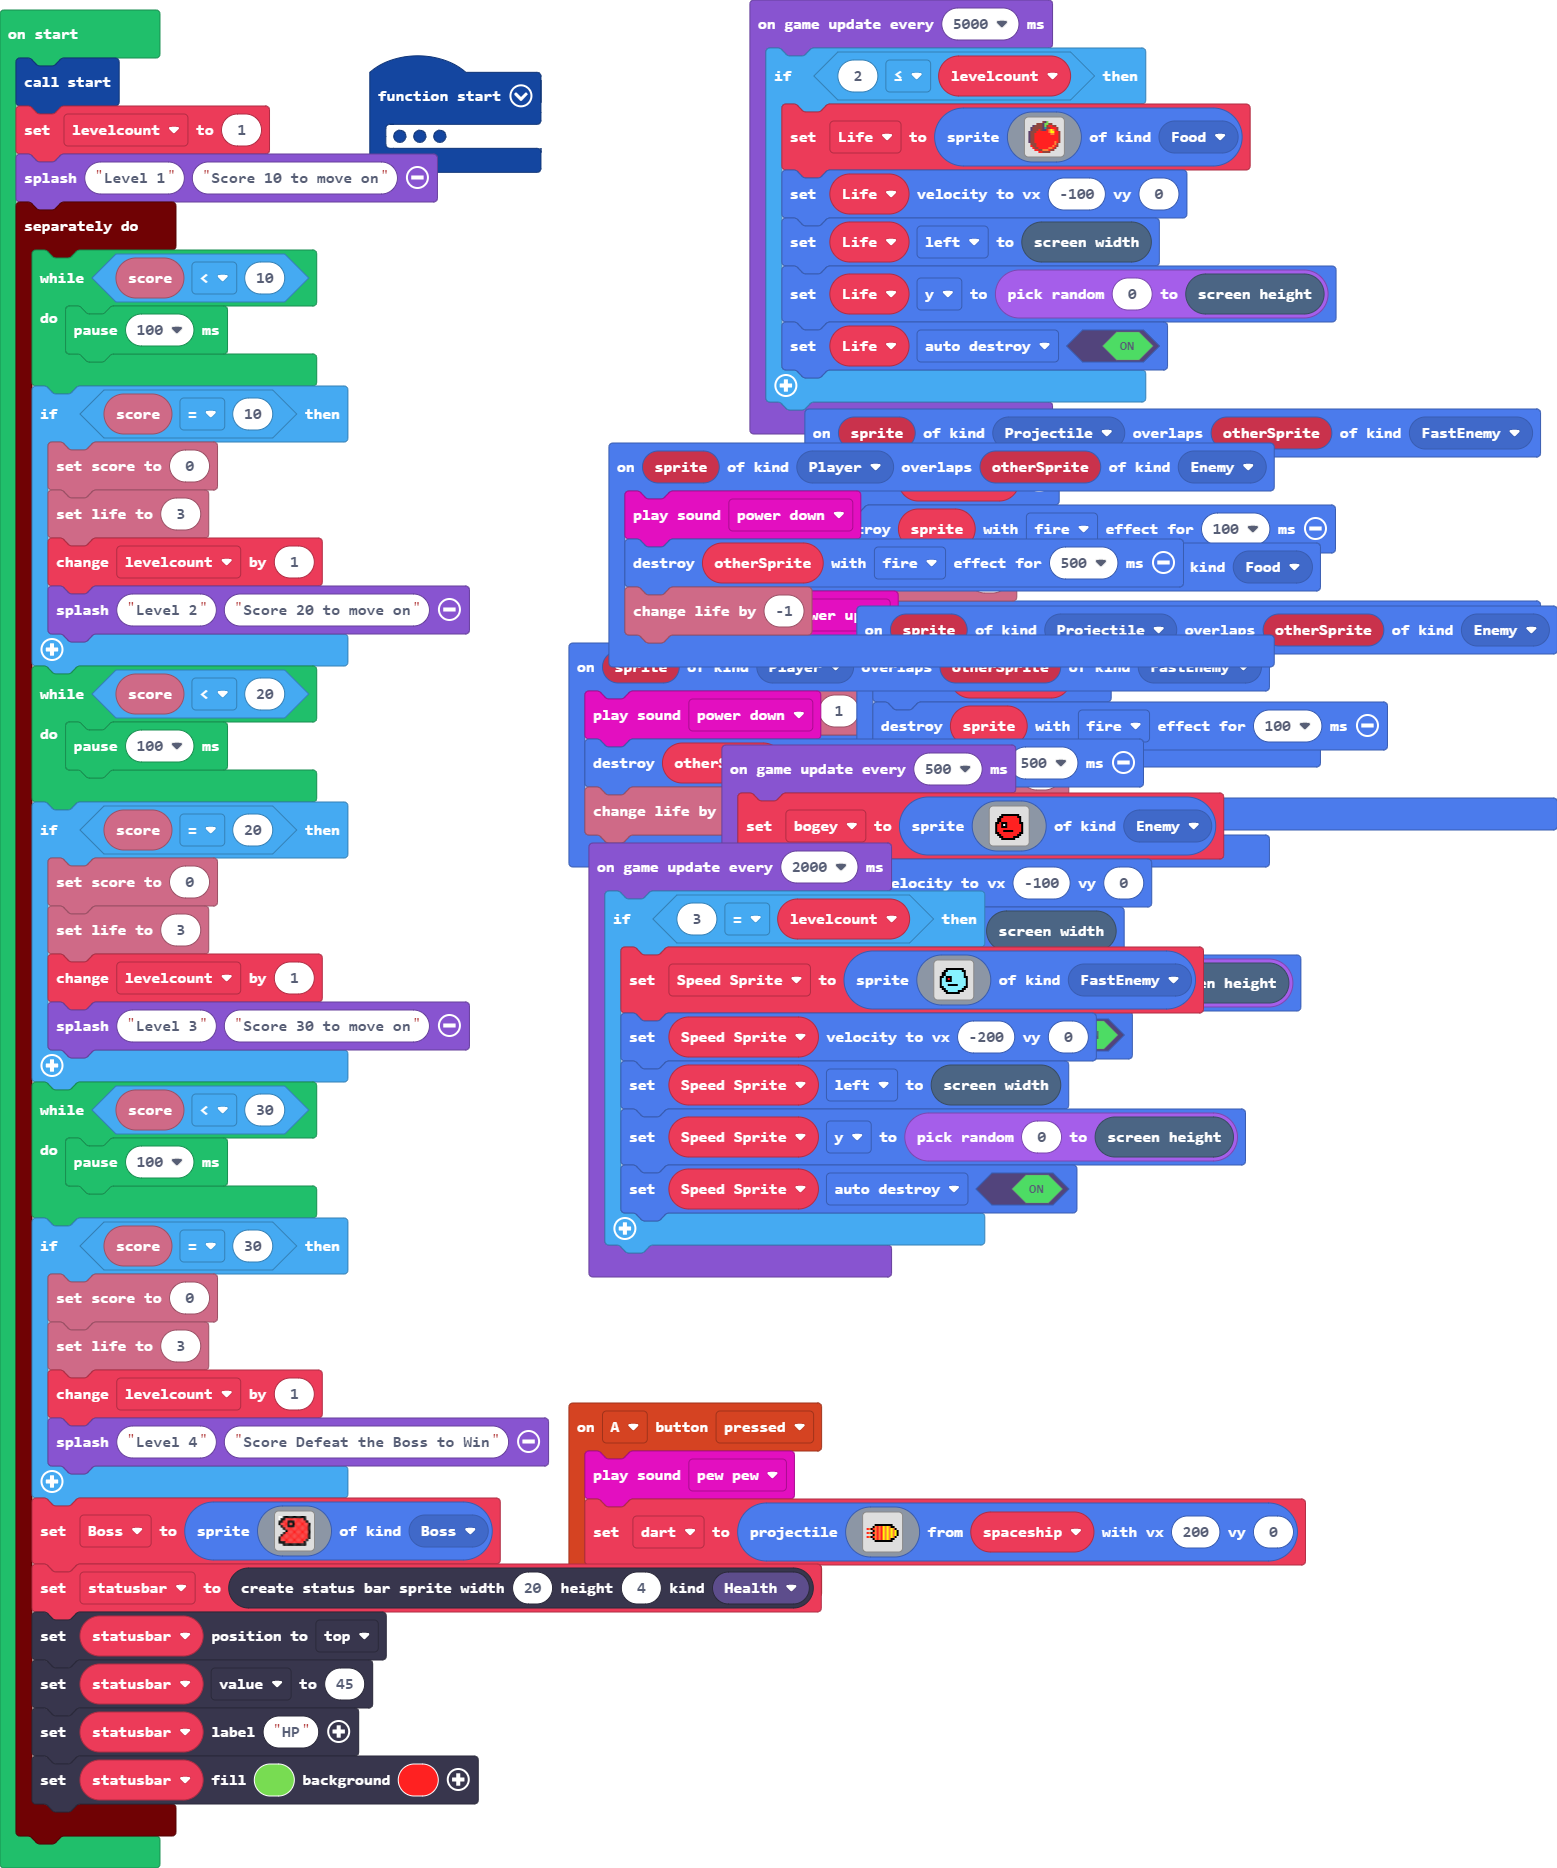 on start
call start
set levelcount to 1
splash "Level 1" "Score 10 to move on"
separately do
while score < 10
do pause 100 ms
if score = 10 then
set score to 0
set life to 3
change levelcount by 1
splash "Level 2" "Score 20 to move on"
while score < 20
do pause 100 ms
if score = 20 then
set score to 0
set life to 3
change levelcount by 1
splash "Level 3" "Score 30 to move on"
while score < 30
do pause 100 ms
if score = 30 then
set score to 0
set life to 3
change levelcount by 1
splash "Level 4" "Score Defeat the Boss to Win"
set Boss to sprite of kind Boss
set statusbar to create status bar sprite width 20 height 4 kind Health
set statusbar position to top
set statusbar value to 45
set statusbar label "HP"
set statusbar fill background
function start
on game update every 5000 ms
if 2 ≤ levelcount then
set Life to sprite of kind Food
set Life velocity to vx -100 vy 0
set Life left to screen width
set Life y to pick random 0 to screen height
set Life auto destroy ON
on sprite of kind Projectile overlaps otherSprite of kind FastEnemy
on sprite of kind Player overlaps otherSprite of kind Enemy
play sound power down
sprite with fire effect for 100 ms
destroy otherSprite with fire effect for 500 ms
kind Food
change life by -1
on sprite of kind Projectile overlaps otherSprite of kind Enemy
on sprite of kind Player overlaps otherSprite of kind FastEnemy
play sound power down
1
destroy sprite with fire effect for 100 ms
destroy
500 ms
change life by
on game update every 500 ms
set bogey to sprite of kind Enemy
velocity to vx -100 vy 0
screen width
height
on game update every 2000 ms
if 3 = levelcount then
set Speed Sprite to sprite of kind FastEnemy
set Speed Sprite velocity to vx -200 vy 0
set Speed Sprite left to screen width
set Speed Sprite y to pick random 0 to screen height
set Speed Sprite auto destroy ON
on A button pressed
play sound pew pew
set dart to projectile from spaceship with vx 200 vy 0